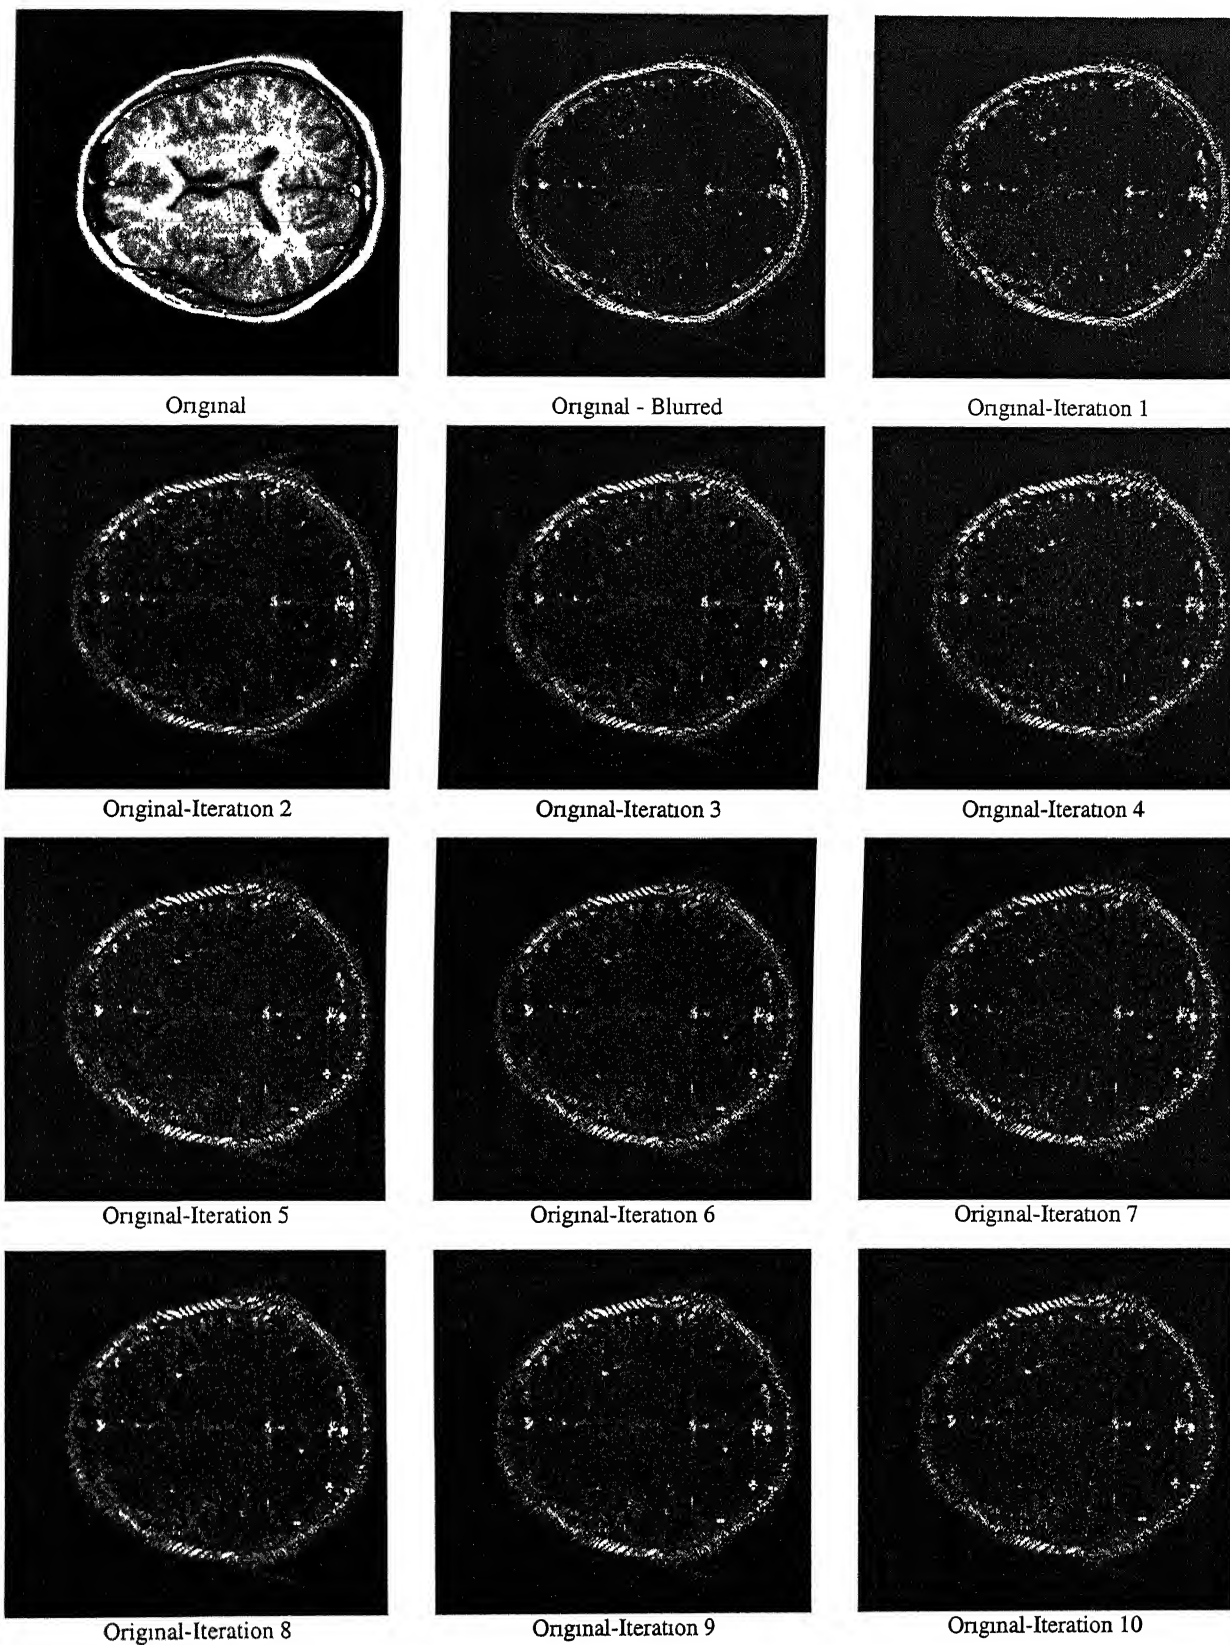 Original
Original - Blurred
Original-Iteration 1
Original-Iteration 2
Original-Iteration 3
Original-Iteration 4
Original-Iteration 5
Original-Iteration 6
Original-Iteration 7
Original-Iteration 8
Original-Iteration 9
Original-Iteration 10